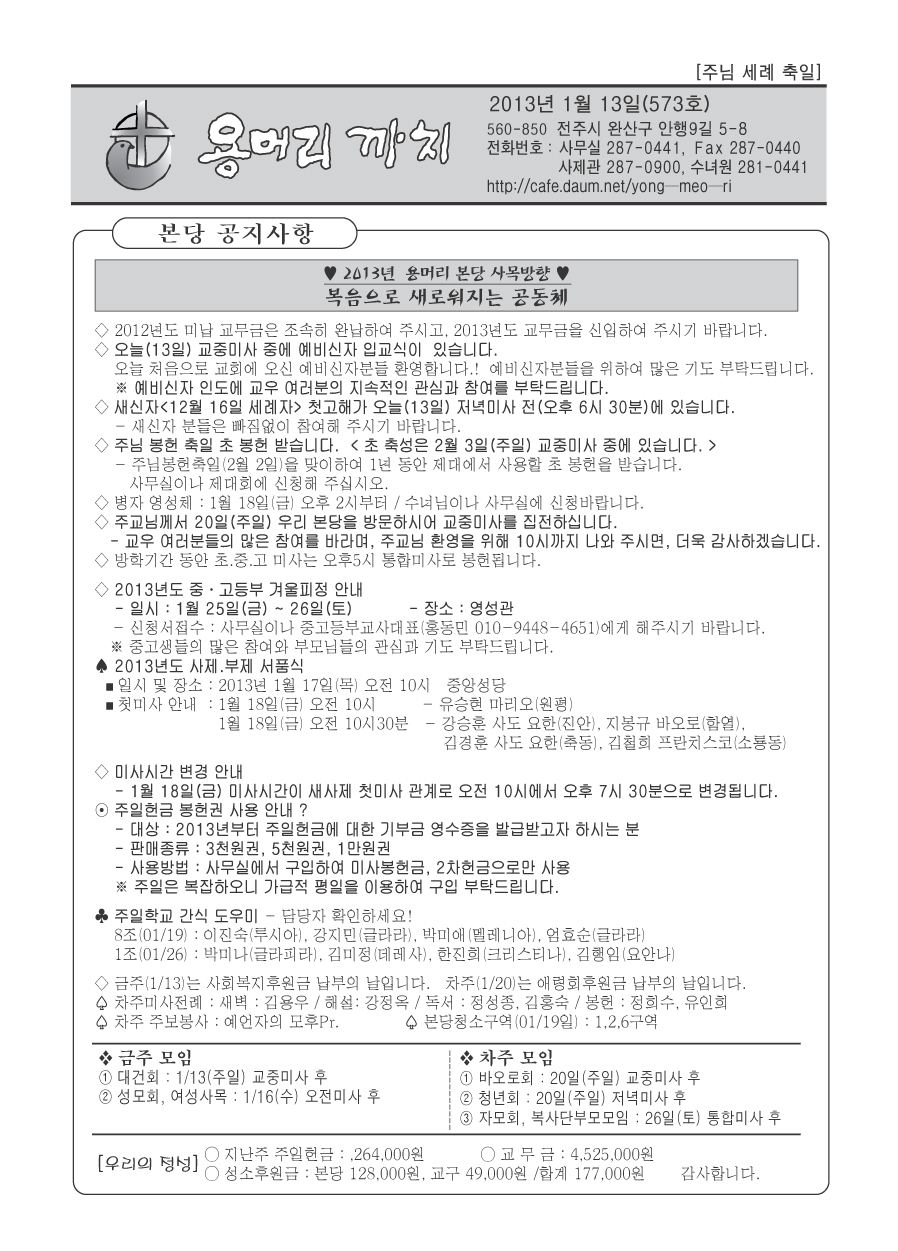 [주님 세례 축일]
용머리 까치
2013년 1월 13일(573호)
560-850 전주시 완산구 안행9길 5-8
전화번호 : 사무실 287-0441, Fax 287-0440
사제관 287-0900, 수녀원 281-0441
http://cafe.daum.net/yong─meo─ri
본당 공지사항
♥ 2013년 용머리 본당 사목방향 ♥
복음으로 새로워지는 공동체
◇ 2012년도 미납 교무금은 조속히 완납하여 주시고, 2013년도 교무금을 신입하여 주시기 바랍니다.
◇ 오늘(13일) 교중미사 중에 예비신자 입교식이 있습니다.
오늘 처음으로 교회에 오신 예비신자분들 환영합니다.! 예비신자분들을 위하여 많은 기도 부탁드립니다.
※ 예비신자 인도에 교우 여러분의 지속적인 관심과 참여를 부탁드립니다.
◇ 새신자<12월 16일 세례자> 첫고해가 오늘(13일) 저녁미사 전(오후 6시 30분)에 있습니다.
- 새신자 분들은 빠짐없이 참여해 주시기 바랍니다.
◇ 주님 봉헌 축일 초 봉헌 받습니다. < 초 축성은 2월 3일(주일) 교중미사 중에 있습니다. >
- 주님봉헌축일(2월 2일)을 맞이하여 1년 동안 제대에서 사용할 초 봉헌을 받습니다.
사무실이나 제대회에 신청해 주십시오.
◇ 병자 영성체 : 1월 18일(금) 오후 2시부터 / 수녀님이나 사무실에 신청바랍니다.
◇ 주교님께서 20일(주일) 우리 본당을 방문하시어 교중미사를 집전하십니다.
- 교우 여러분들의 많은 참여를 바라며, 주교님 환영을 위해 10시까지 나와 주시면, 더욱 감사하겠습니다.
◇ 방학기간 동안 초.중.고 미사는 오후5시 통합미사로 봉헌됩니다.
◇ 2013년도 중·고등부 겨울피정 안내
- 일시 : 1월 25일(금) ~ 26일(토) - 장소 : 영성관
- 신청서접수 : 사무실이나 중고등부교사대표(홍동민 010-9448-4651)에게 해주시기 바랍니다.
※ 중고생들의 많은 참여와 부모님들의 관심과 기도 부탁드립니다.
♠ 2013년도 사제.부제 서품식
■ 일시 및 장소 : 2013년 1월 17일(목) 오전 10시 중앙성당
■ 첫미사 안내 : 1월 18일(금) 오전 10시 - 유승현 마리오(원평)
1월 18일(금) 오전 10시30분 - 강승훈 사도 요한(진안), 지봉규 바오로(함열),
김경훈 사도 요한(축동), 김철희 프란치스코(소룡동)
◇ 미사시간 변경 안내
- 1월 18일(금) 미사시간이 새사제 첫미사 관계로 오전 10시에서 오후 7시 30분으로 변경됩니다.
⊙ 주일헌금 봉헌권 사용 안내 ?
- 대상 : 2013년부터 주일헌금에 대한 기부금 영수증을 발급받고자 하시는 분
- 판매종류 : 3천원권, 5천원권, 1만원권
- 사용방법 : 사무실에서 구입하여 미사봉헌금, 2차헌금으로만 사용
※ 주일은 복잡하오니 가급적 평일을 이용하여 구입 부탁드립니다.
♣ 주일학교 간식 도우미 - 담당자 확인하세요!
8조(01/19) : 이진숙(루시아), 강지민(글라라), 박미애(멜레니아), 엄효순(글라라)
1조(01/26) : 박미나(글라피라), 김미정(데레사), 한진희(크리스티나), 김행임(요안나)
◇ 금주(1/13)는 사회복지후원금 납부의 날입니다. 차주(1/20)는 애령회후원금 납부의 날입니다.
♤ 차주미사전례 : 새벽 : 김용우 / 해설: 강정옥 / 독서 : 정성종, 김홍숙 / 봉헌 : 정희수, 유인희
♤ 차주 주보봉사 : 예언자의 모후Pr. ♤ 본당청소구역(01/19일) : 1,2,6구역
❖ 금주 모임
① 대건회 : 1/13(주일) 교중미사 후
② 성모회, 여성사목 : 1/16(수) 오전미사 후
❖ 차주 모임
① 바오로회 : 20일(주일) 교중미사 후
② 청년회 : 20일(주일) 저녁미사 후
③ 자모회, 복사단부모모임 : 26일(토) 통합미사 후
[우리의 정성]
○ 지난주 주일헌금 : ,264,000원 ○ 교 무 금 : 4,525,000원
○ 성소후원금 : 본당 128,000원, 교구 49,000원 /합계 177,000원 감사합니다.